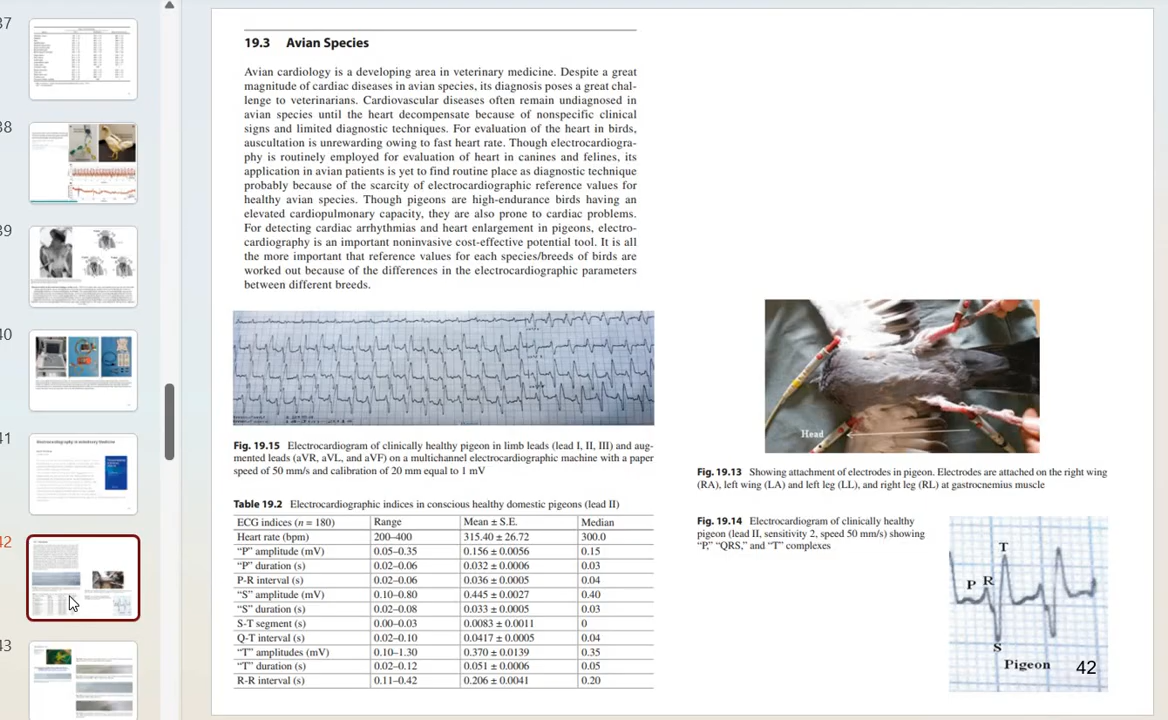 37
38
39
40
41
42
43
19.3 Avian Species
Avian cardiology is a developing area in veterinary medicine. Despite a great
magnitude of cardiac diseases in avian species, its diagnosis poses a great chal-
lenge to veterinarians. Cardiovascular diseases often remain undiagnosed in
avian species until the heart decompensate because of nonspecific clinical
signs and limited diagnostic techniques. For evaluation of the heart in birds,
auscultation is unrewarding owing to fast heart rate. Though electrocardiogra-
phy is routinely employed for evaluation of heart in canines and felines, its
application in avian patients is yet to find routine place as diagnostic technique
probably because of the scarcity of electrocardiographic reference values for
healthy avian species. Though pigeons are high-endurance birds having an
elevated cardiopulmonary capacity, they are also prone to cardiac problems.
For detecting cardiac arrhythmias and heart enlargement in pigeons, electro-
cardiography is an important noninvasive cost-effective potential tool. It is all
the more important that reference values for each species/breeds of birds are
worked out because of the differences in the electrocardiographic parameters
between different breeds.
Fig. 19.15 Electrocardiogram of clinically healthy pigeon in limb leads (lead I, II, III) and aug-
mented leads (aVR, aVL, and aVF) on a multichannel electrocardiographic machine with a paper
speed of 50 mm/s and calibration of 20 mm equal to 1 mV
Table 19.2 Electrocardiographic indices in conscious healthy domestic pigeons (lead II)
ECG indices (n = 180) Range Mean ± S.E. Median
Heart rate (bpm) 200–400 315.40 ± 26.72 300.0
“P” amplitude (mV) 0.05–0.35 0.156 ± 0.0056 0.15
“P” duration (s) 0.02–0.06 0.032 ± 0.0006 0.03
P-R interval (s) 0.02–0.06 0.036 ± 0.0005 0.04
“S” amplitude (mV) 0.10–0.80 0.445 ± 0.0027 0.40
“S” duration (s) 0.02–0.08 0.033 ± 0.0005 0.03
S-T segment (s) 0.00–0.03 0.0083 ± 0.0011 0
Q-T interval (s) 0.02–0.10 0.0417 ± 0.0005 0.04
“T” amplitudes (mV) 0.10–1.30 0.370 ± 0.0139 0.35
“T” duration (s) 0.02–0.12 0.051 ± 0.0006 0.05
R-R interval (s) 0.11–0.42 0.206 ± 0.0041 0.20
Head
Fig. 19.13 Showing attachment of electrodes in pigeon. Electrodes are attached on the right wing
(RA), left wing (LA) and left leg (LL), and right leg (RL) at gastrocnemius muscle
Fig. 19.14 Electrocardiogram of clinically healthy
pigeon (lead II, sensitivity 2, speed 50 mm/s) showing
“P,” “QRS,” and “T” complexes
T
P R
S
Pigeon
42